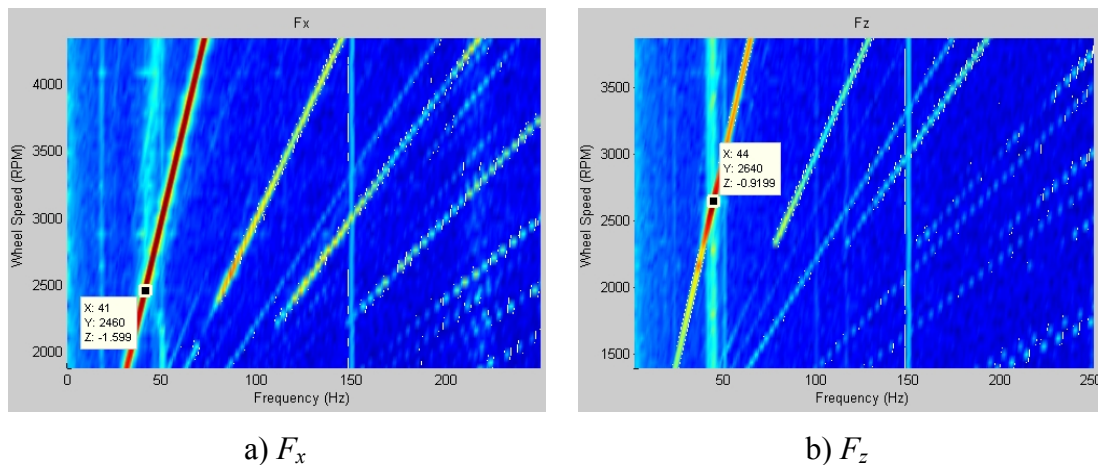 Fx
Wheel Speed (RPM)
4000
3500
3000
2500
2000
X: 41
Y: 2460
Z: -1.599
0
50
100
150
200
Frequency (Hz)
a) Fx
Fz
Wheel Speed (RPM)
3500
3000
2500
2000
1500
X: 44
Y: 2640
Z: -0.9199
50
100
150
200
250
Frequency (Hz)
b) Fz